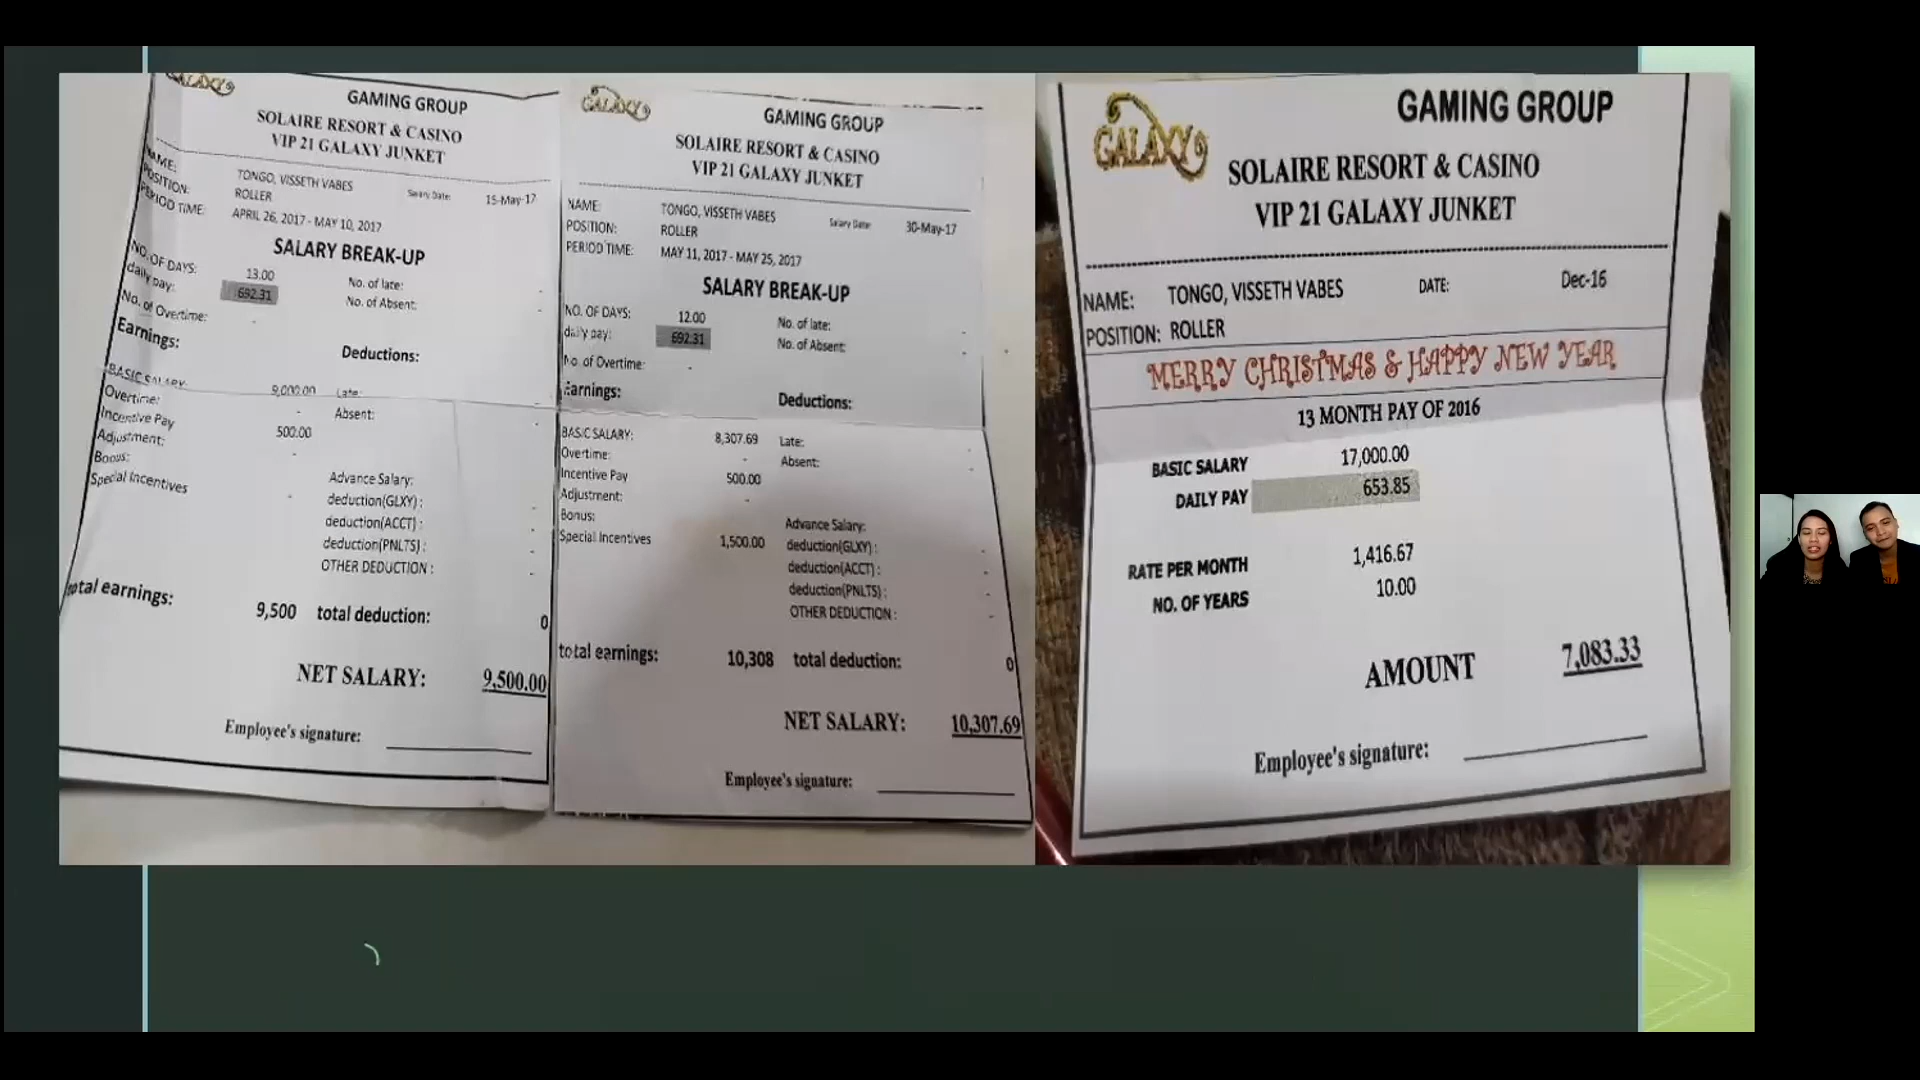 GALAXY
GAMING GROUP
SOLAIRE RESORT & CASINO
VIP 21 GALAXY JUNKET
NAME: TONGO, VISSETH VABES Salary Date: 15-May-17
POSITION: ROLLER
PERIOD TIME: APRIL 26, 2017 - MAY 10, 2017
SALARY BREAK-UP
NO. OF DAYS: 13.00 No. of late: -
daily pay: 692.31 No. of Absent: -
No. of Overtime: -
Earnings: Deductions:
BASIC SALARY 9,000.00 Late: -
Overtime: - Absent: -
Incentive Pay 500.00
Adjustment: -
Bonus: Advance Salary:
Special Incentives - deduction(GLXY) : -
deduction(ACCT) : -
deduction(PNLTS) : -
OTHER DEDUCTION : -
total earnings: 9,500 total deduction: 0
NET SALARY: 9,500.00
Employee's signature:
GALAXY
GAMING GROUP
SOLAIRE RESORT & CASINO
VIP 21 GALAXY JUNKET
NAME: TONGO, VISSETH VABES Salary Date: 30-May-17
POSITION: ROLLER
PERIOD TIME: MAY 11, 2017 - MAY 25, 2017
SALARY BREAK-UP
NO. OF DAYS: 12.00 No. of late: -
daily pay: 692.31 No. of Absent: -
No. of Overtime: -
Earnings: Deductions:
BASIC SALARY: 8,307.69 Late: -
Overtime: - Absent: -
Incentive Pay 500.00
Adjustment: -
Bonus: Advance Salary:
Special Incentives 1,500.00 deduction(GLXY) : -
deduction(ACCT) : -
deduction(PNLTS) : -
OTHER DEDUCTION : -
total earnings: 10,308 total deduction: 0
NET SALARY: 10,307.69
Employee's signature:
GALAXY
GAMING GROUP
SOLAIRE RESORT & CASINO
VIP 21 GALAXY JUNKET
NAME: TONGO, VISSETH VABES DATE: Dec-16
POSITION: ROLLER
MERRY CHRISTMAS & HAPPY NEW YEAR
13 MONTH PAY OF 2016
BASIC SALARY 17,000.00
DAILY PAY 653.85
RATE PER MONTH 1,416.67
NO. OF YEARS 10.00
AMOUNT 7,083.33
Employee's signature: